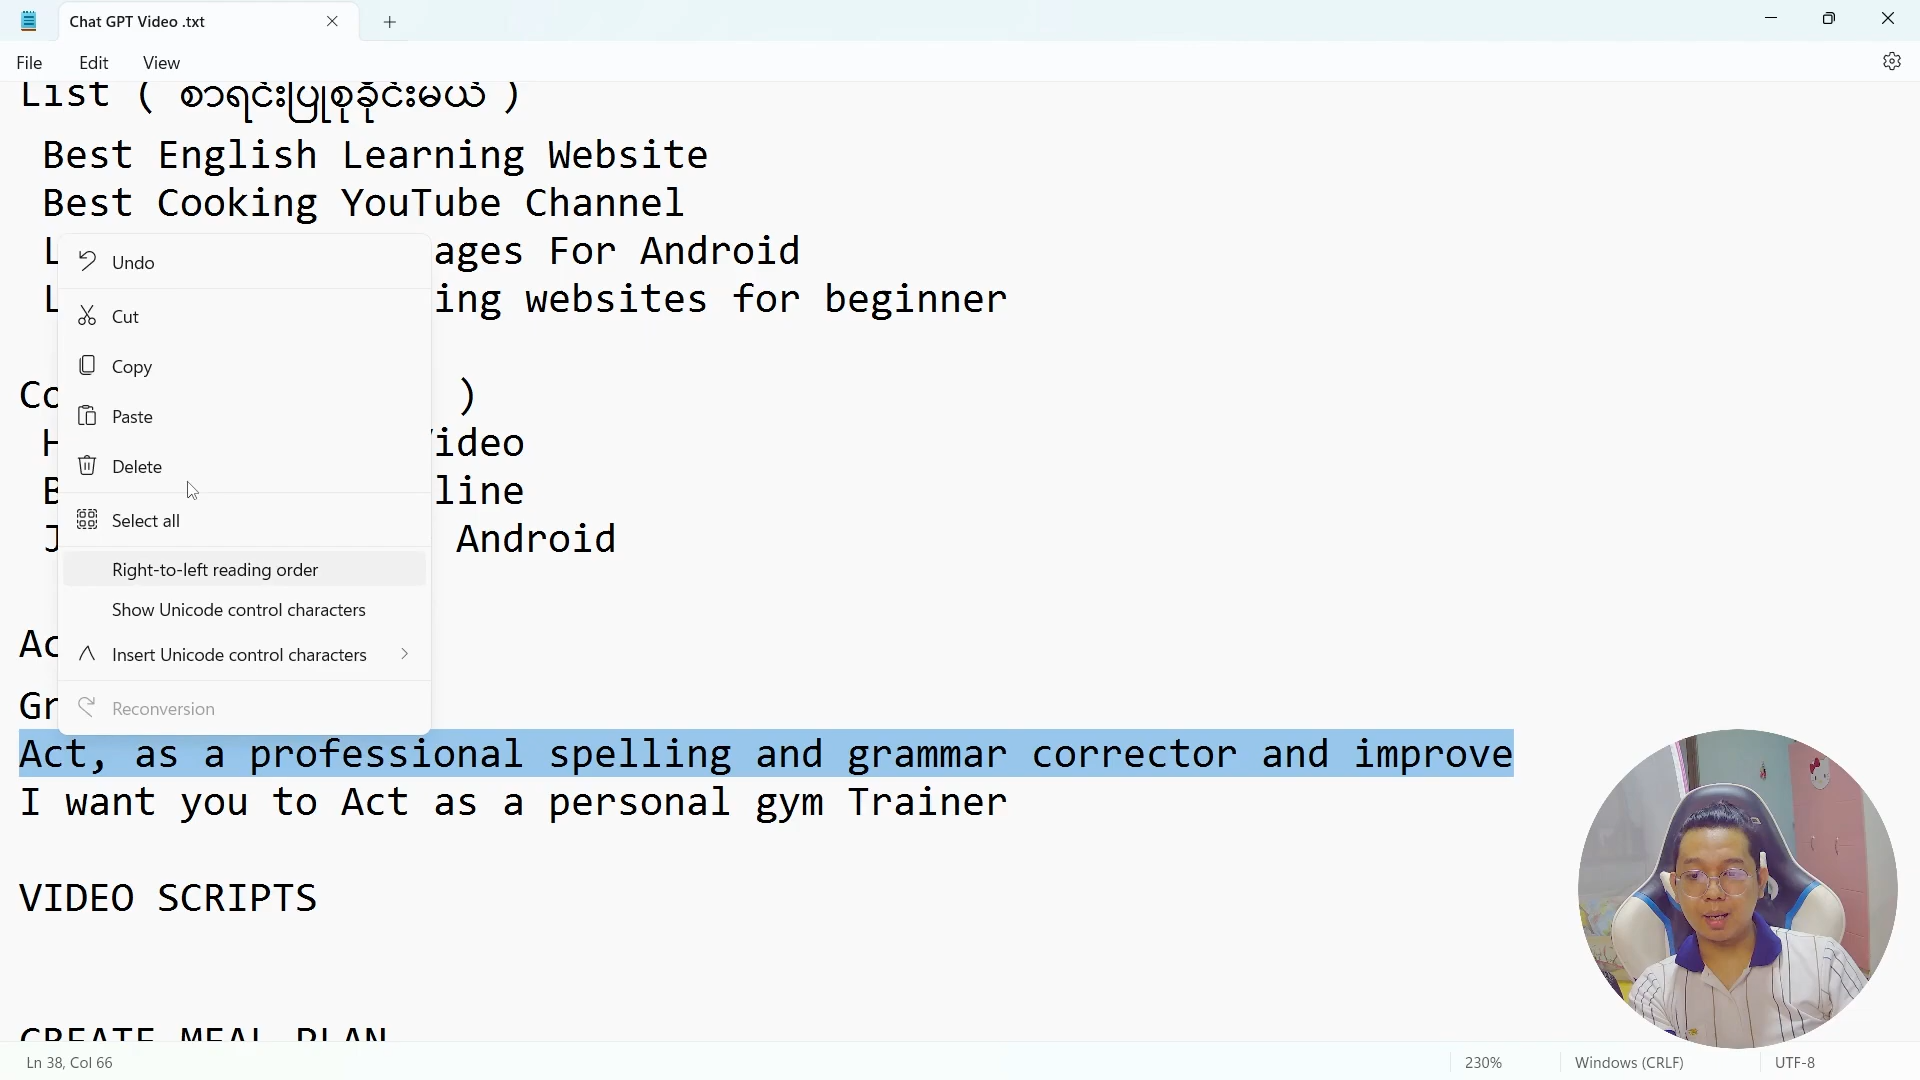 Chat GPT Video .txt
File Edit View
List ( စာရင်းပြုစုခိုင်းမယ် )
Best English Learning Website
Best Cooking YouTube Channel
ages For Android
ing websites for beginner
Undo
Cut
Copy
Paste
Delete
Select all
Right-to-left reading order
Show Unicode control characters
Insert Unicode control characters
Reconversion
Co )
H Video
B line
J Android
Ac
Gr
Act, as a professional spelling and grammar corrector and improve
I want you to Act as a personal gym Trainer
VIDEO SCRIPTS
CREATE MEAL PLAN
Ln 38, Col 66 230% Windows (CRLF) UTF-8